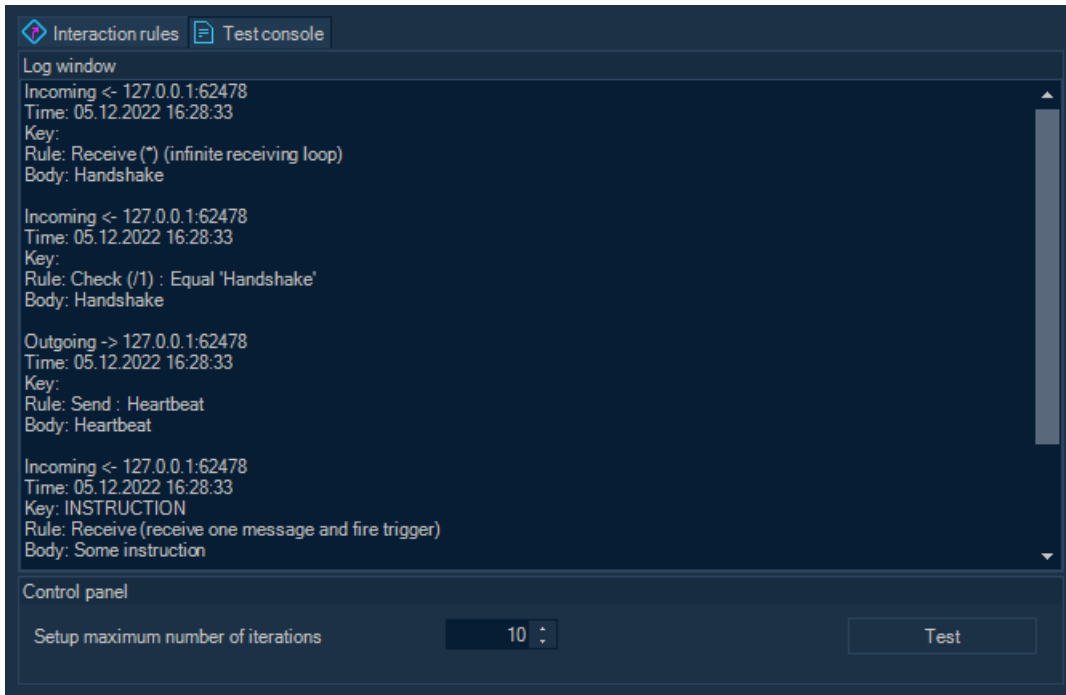 Interaction rules Test console
Log window
Incoming <- 127.0.0.1:62478
Time: 05.12.2022 16:28:33
Key:
Rule: Receive (*) (infinite receiving loop)
Body: Handshake
Incoming <- 127.0.0.1:62478
Time: 05.12.2022 16:28:33
Key:
Rule: Check (/1) : Equal 'Handshake'
Body: Handshake
Outgoing -> 127.0.0.1:62478
Time: 05.12.2022 16:28:33
Key:
Rule: Send : Heartbeat
Body: Heartbeat
Incoming <- 127.0.0.1:62478
Time: 05.12.2022 16:28:33
Key: INSTRUCTION
Rule: Receive (receive one message and fire trigger)
Body: Some instruction
Control panel
Setup maximum number of iterations 10 Test